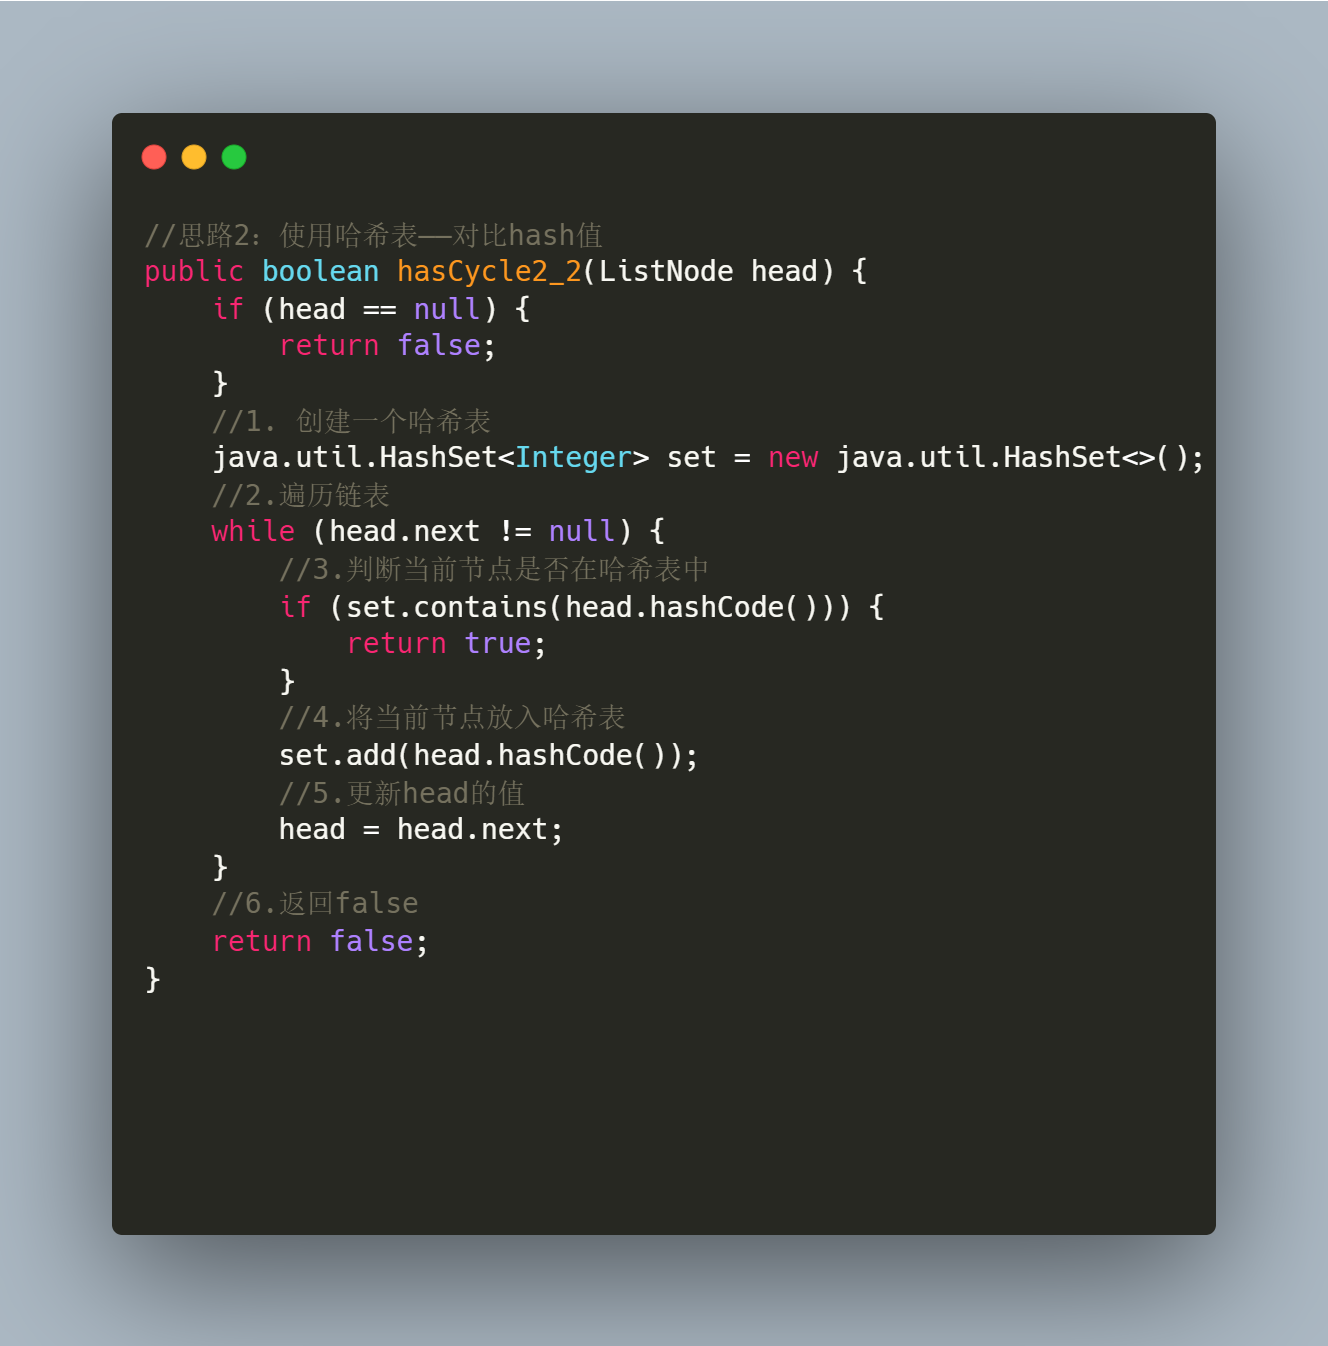 //思路2：使用哈希表——对比hash值
public boolean hasCycle2_2(ListNode head) {
    if (head == null) {
        return false;
    }
    //1. 创建一个哈希表
    java.util.HashSet<Integer> set = new java.util.HashSet<>();
    //2.遍历链表
    while (head.next != null) {
        //3.判断当前节点是否在哈希表中
        if (set.contains(head.hashCode())) {
            return true;
        }
        //4.将当前节点放入哈希表
        set.add(head.hashCode());
        //5.更新head的值
        head = head.next;
    }
    //6.返回false
    return false;
}